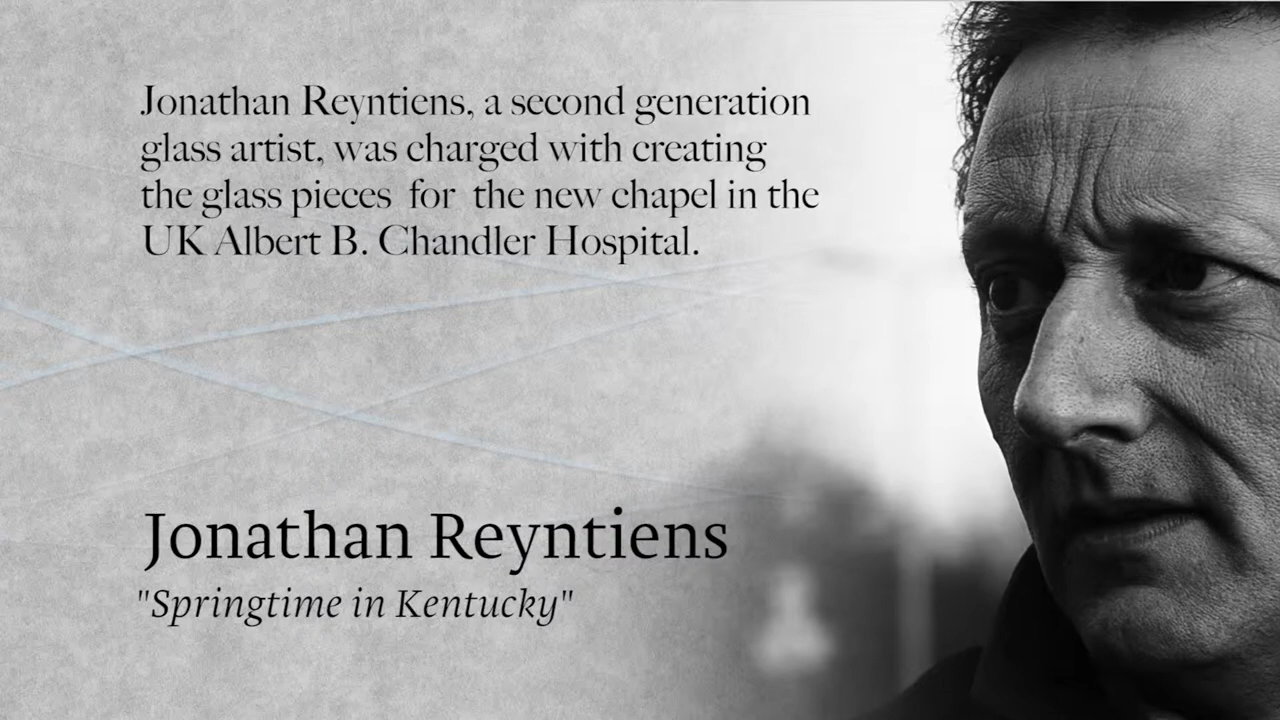 Jonathan Reyntiens, a second generation
glass artist, was charged with creating
the glass pieces for the new chapel in the
UK Albert B. Chandler Hospital.
Jonathan Reyntiens
"Springtime in Kentucky"